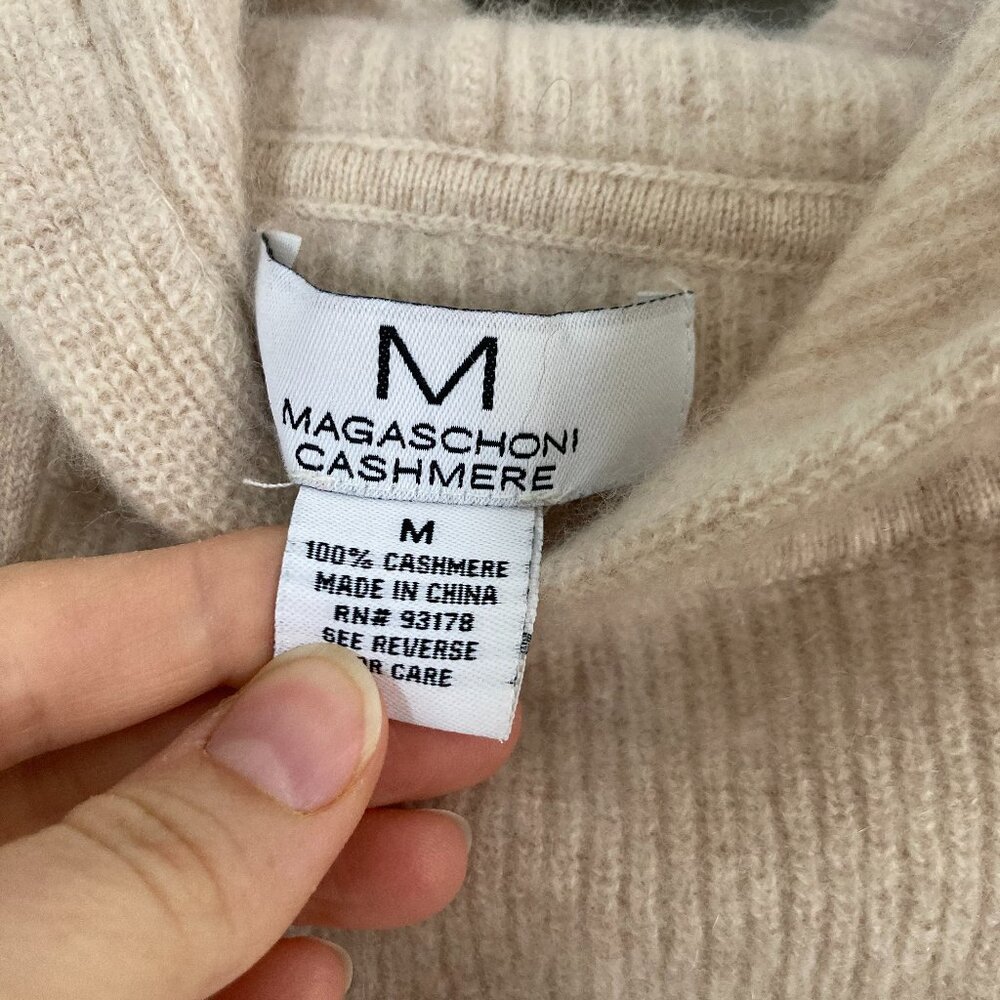 M
MAGASCHONI
CASHMERE
M
100% CASHMERE
MADE IN CHINA
RN# 93178
SEE REVERSE
CARE